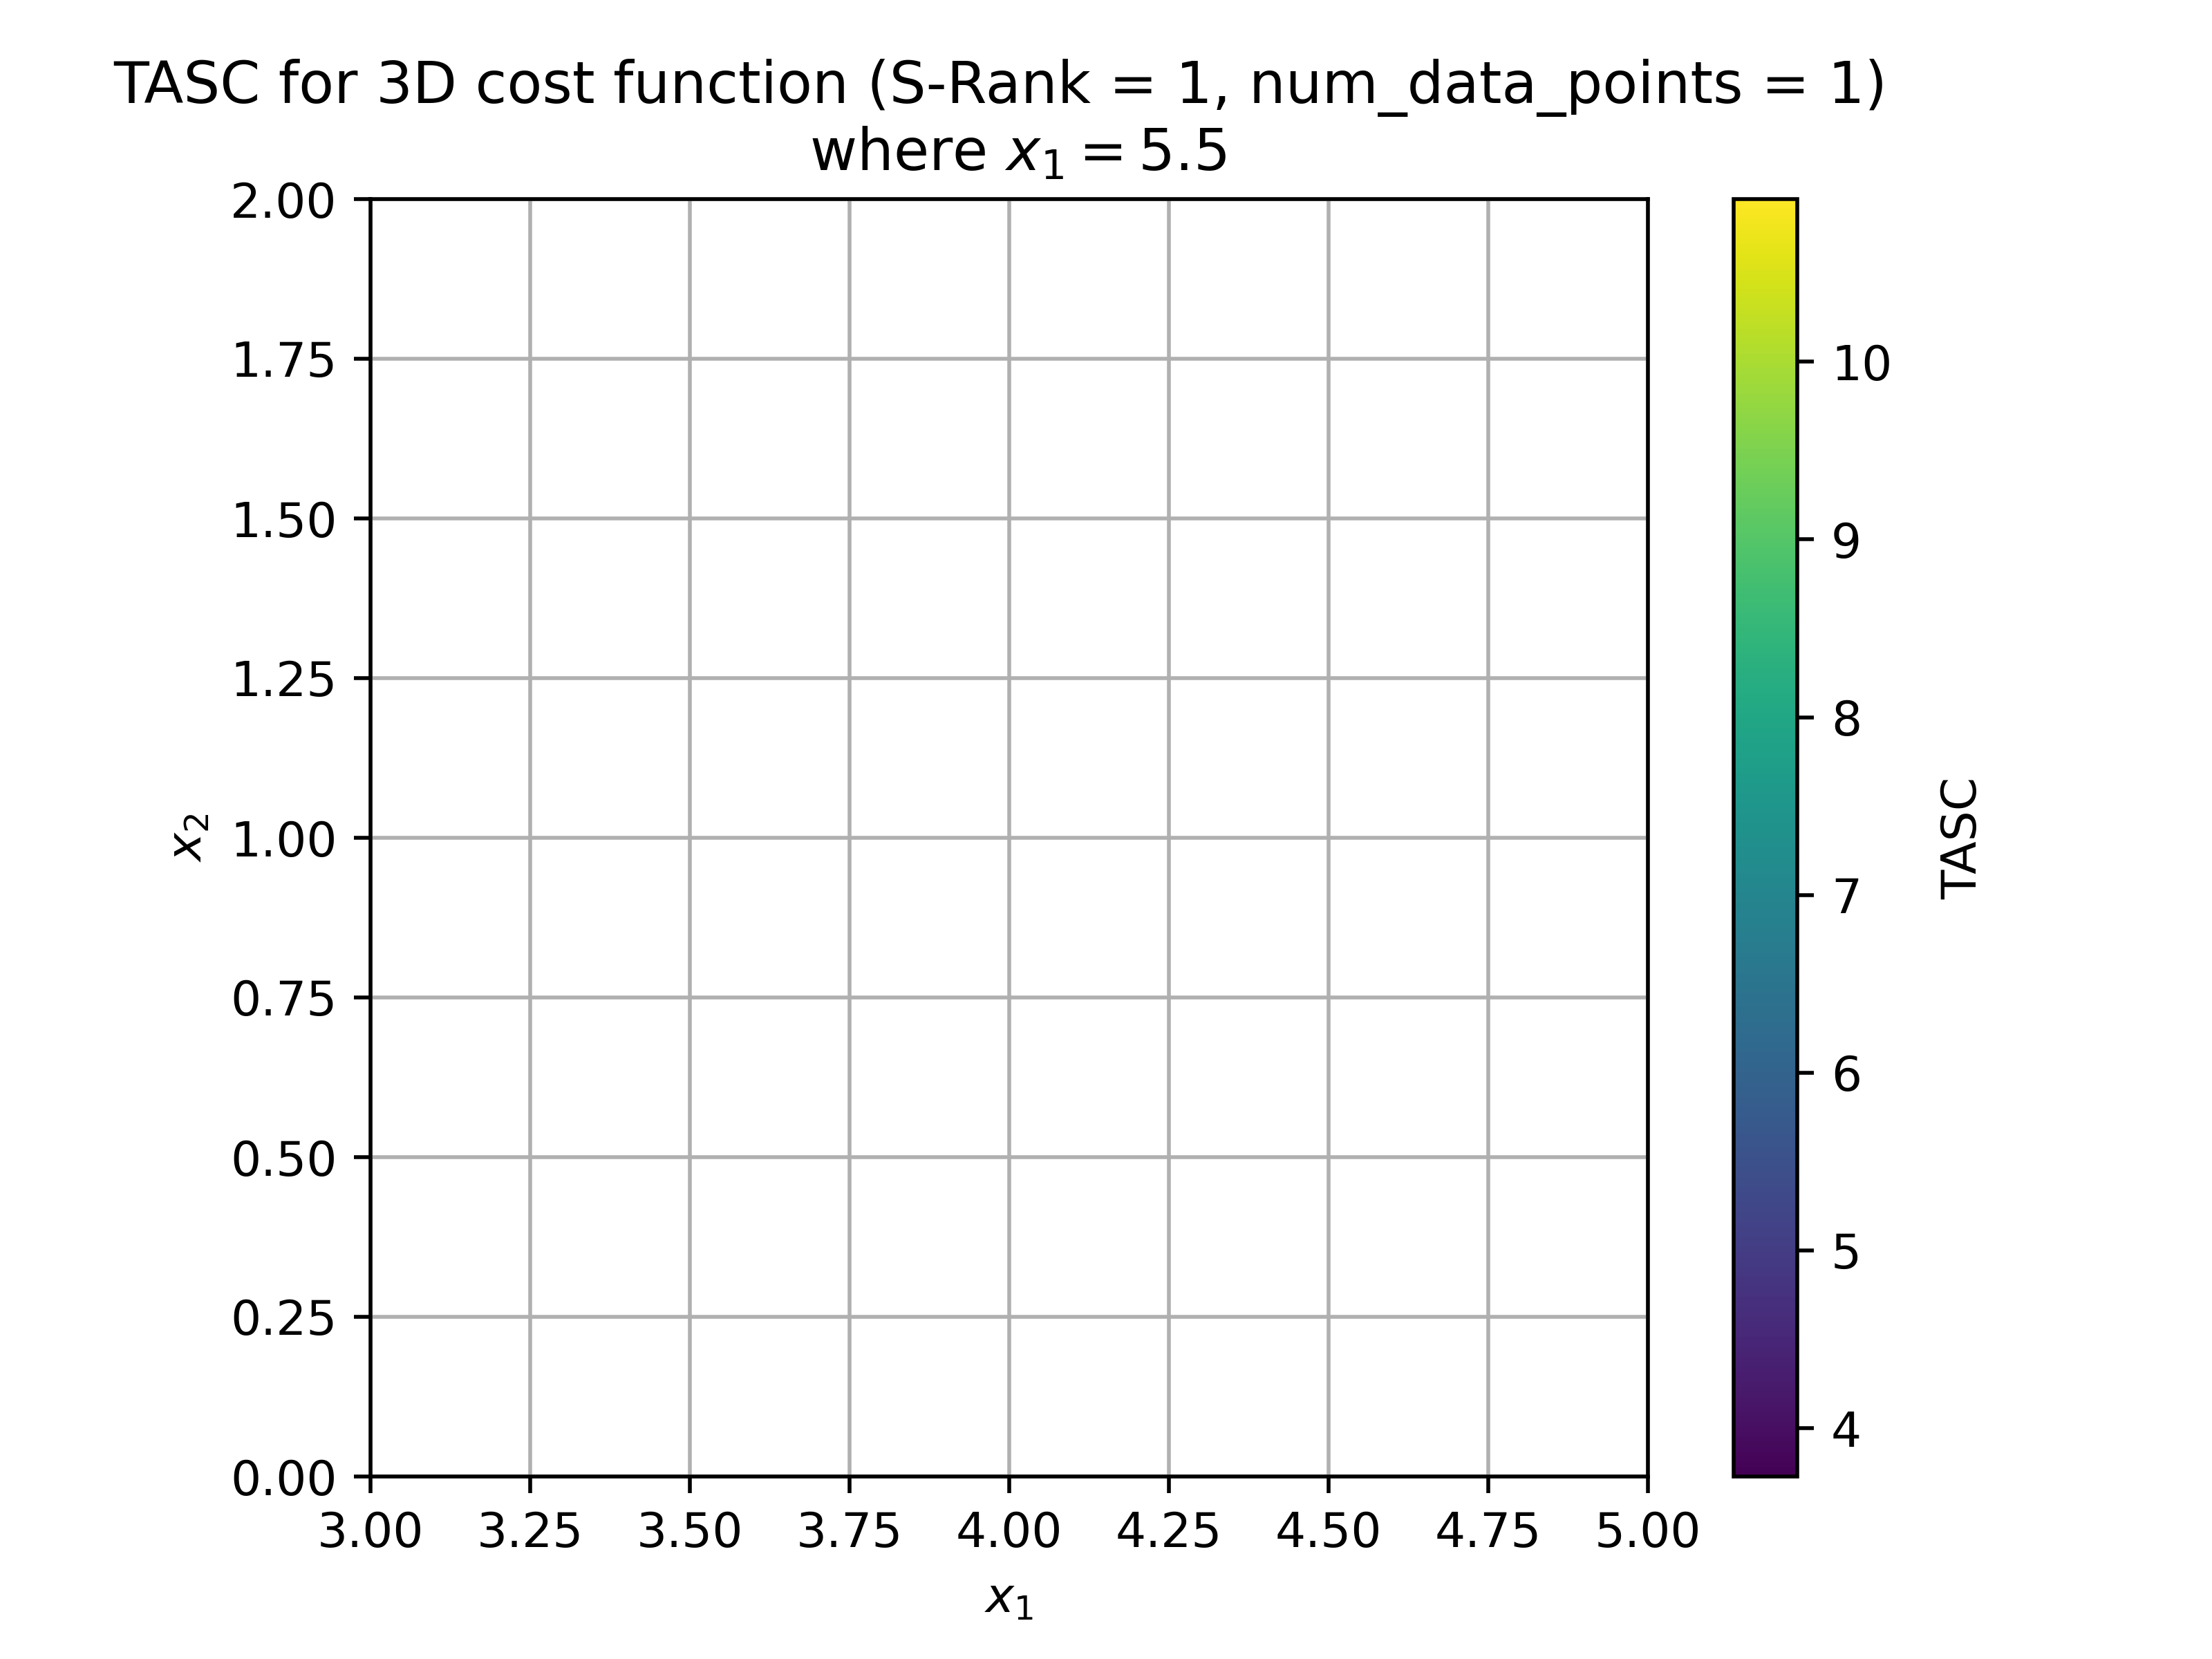 TASC for 3D cost function (S-Rank = 1, num_data_points = 1)
where x₁ = 5.5
2.00
1.75
1.50
1.25
1.00
0.75
0.50
0.25
0.00
x₂
3.00 3.25 3.50 3.75 4.00 4.25 4.50 4.75 5.00
x₁
10
9
8
7
6
5
4
TASC